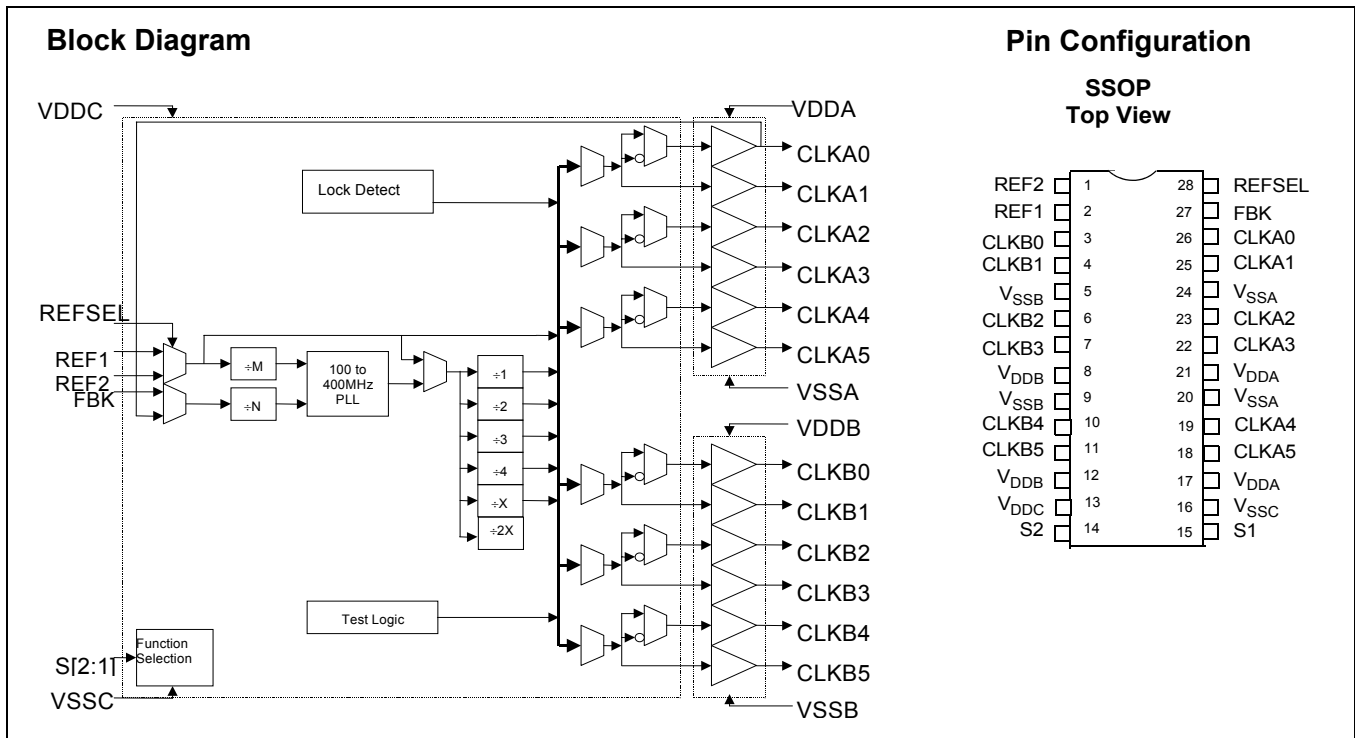 Block Diagram
VDDC
VDDA
CLKA0
Lock Detect
CLKA1
CLKA2
CLKA3
REFSEL
CLKA4
REF1
CLKA5
REF2
FBK
÷M
÷N
100 to
400MHz
PLL
÷1
÷2
÷3
÷4
÷X
÷2X
VSSA
VDDB
CLKB0
CLKB1
CLKB2
CLKB3
Test Logic
CLKB4
Function
Selection
S[2:1]
CLKB5
VSSC
VSSB
Pin Configuration
SSOP
Top View
REF2 1 28 REFSEL
REF1 2 27 FBK
CLKB0 3 26 CLKA0
CLKB1 4 25 CLKA1
VSSB 5 24 VSSA
CLKB2 6 23 CLKA2
CLKB3 7 22 CLKA3
VDDB 8 21 VDDA
VSSB 9 20 VSSA
CLKB4 10 19 CLKA4
CLKB5 11 18 CLKA5
VDDB 12 17 VDDA
VDDC 13 16 VSSC
S2 14 15 S1